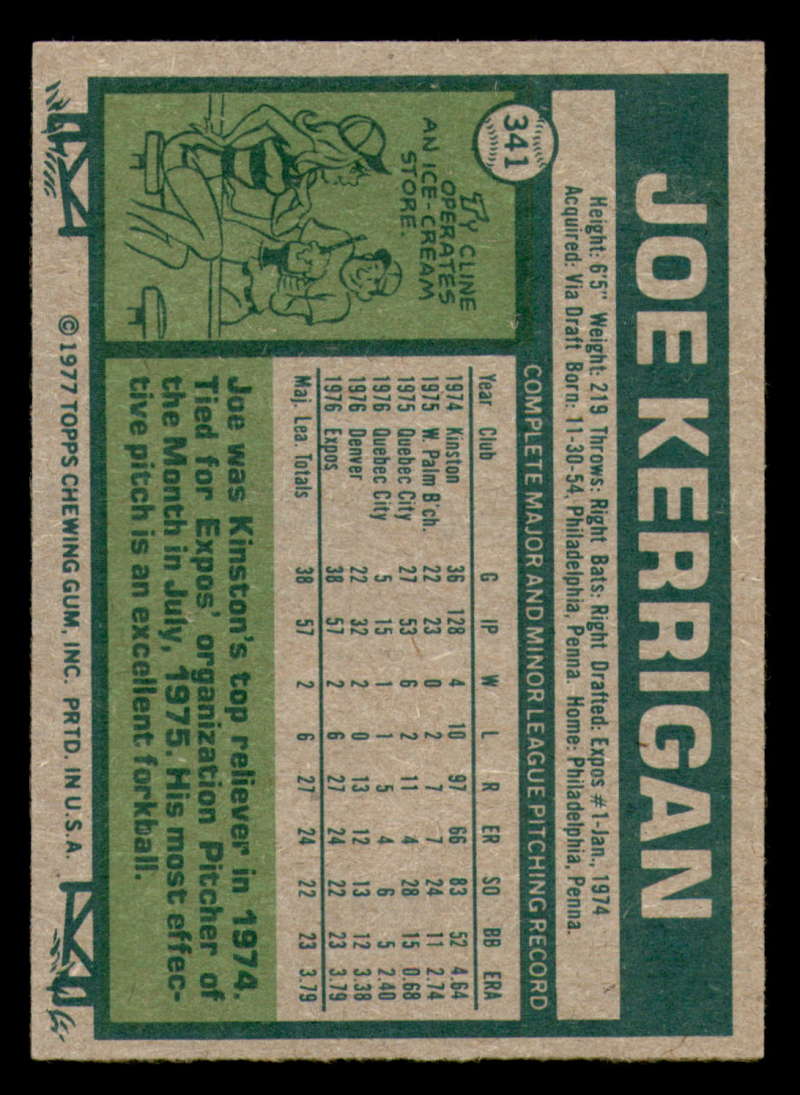 341
JOE KERRIGAN
Height: 6'5" Weight: 219 Throws: Right Bats: Right Drafted: Expos #1-Jan., 1974
Acquired: Via Draft Born: 11-30-54, Philadelphia, Penna. Home: Philadelphia, Penna.
TY CLINE
OPERATES
AN ICE-CREAM
STORE.
COMPLETE MAJOR AND MINOR LEAGUE PITCHING RECORD
Year Club G IP W L R ER SO BB ERA
1974 Kinston 36 128 4 10 97 66 83 52 4.64
1975 W. Palm B'ch. 22 23 0 2 7 7 24 11 2.74
1975 Quebec City 27 53 6 2 11 4 28 15 0.68
1976 Quebec City 5 15 1 1 5 4 6 5 2.40
1976 Denver 22 32 2 0 13 12 13 12 3.38
1976 Expos 38 57 2 6 27 24 22 23 3.79
Maj. Lea. Totals 38 57 2 6 27 24 22 23 3.79
Joe was Kinston's top reliever in 1974.
Tied for Expos' organization Pitcher of
the Month in July, 1975. His most effec-
tive pitch is an excellent forkball.
©1977 TOPPS CHEWING GUM, INC. PRTD. IN U.S.A.